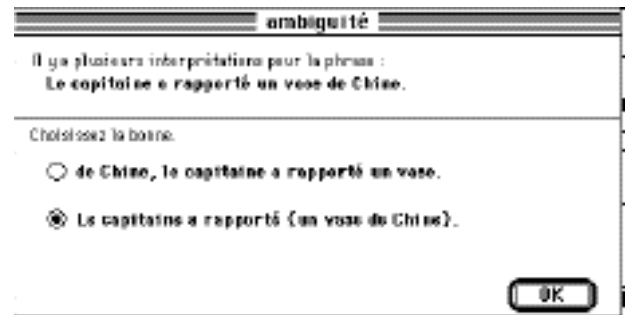 ambiguité
Il y a plusieurs interprétations pour la phrase :
Le capitaine a rapporté un vase de Chine.
Choisissez la bonne.
de Chine, le capitaine a rapporté un vase.
Le capitaine a rapporté {un vase de Chine}.
OK